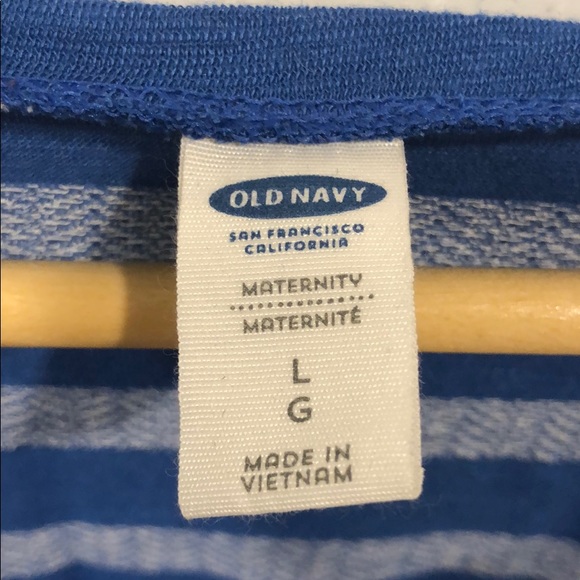 OLD NAVY
SAN FRANCISCO
CALIFORNIA
MATERNITY
MATERNITÉ
L
G
MADE IN
VIETNAM